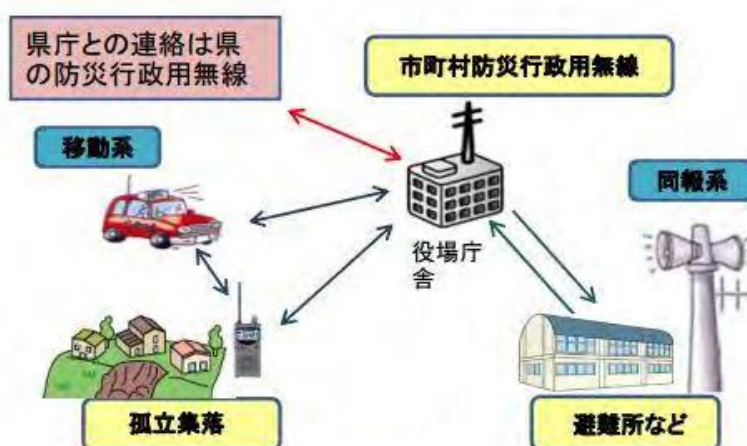 県庁との連絡は県
の防災行政用無線
市町村防災行政用無線
移動系
同報系
役場庁
舎
孤立集落
避難所など